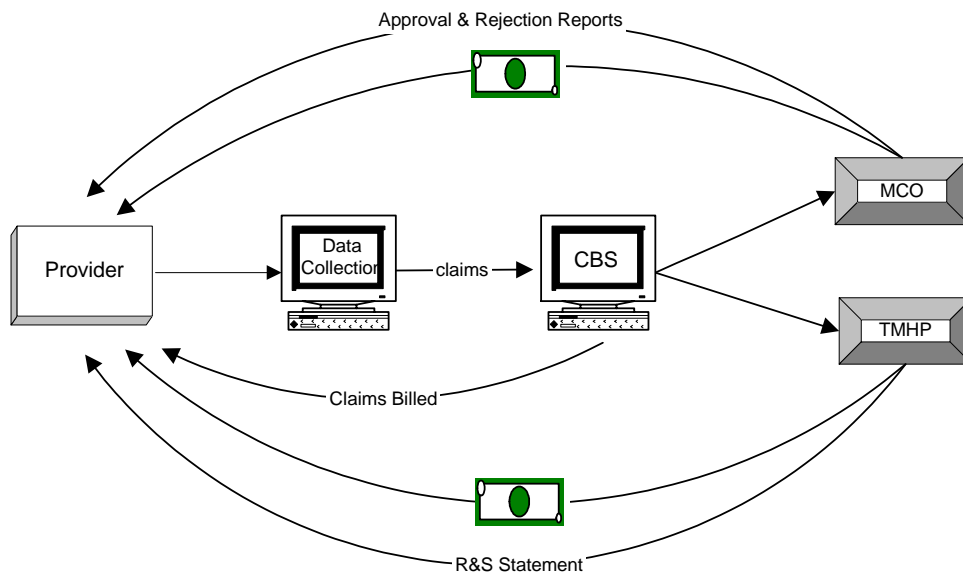 Approval & Rejection Reports
MCO
Provider
Data
Collection
claims
CBS
TMHP
Claims Billed
R&S Statement